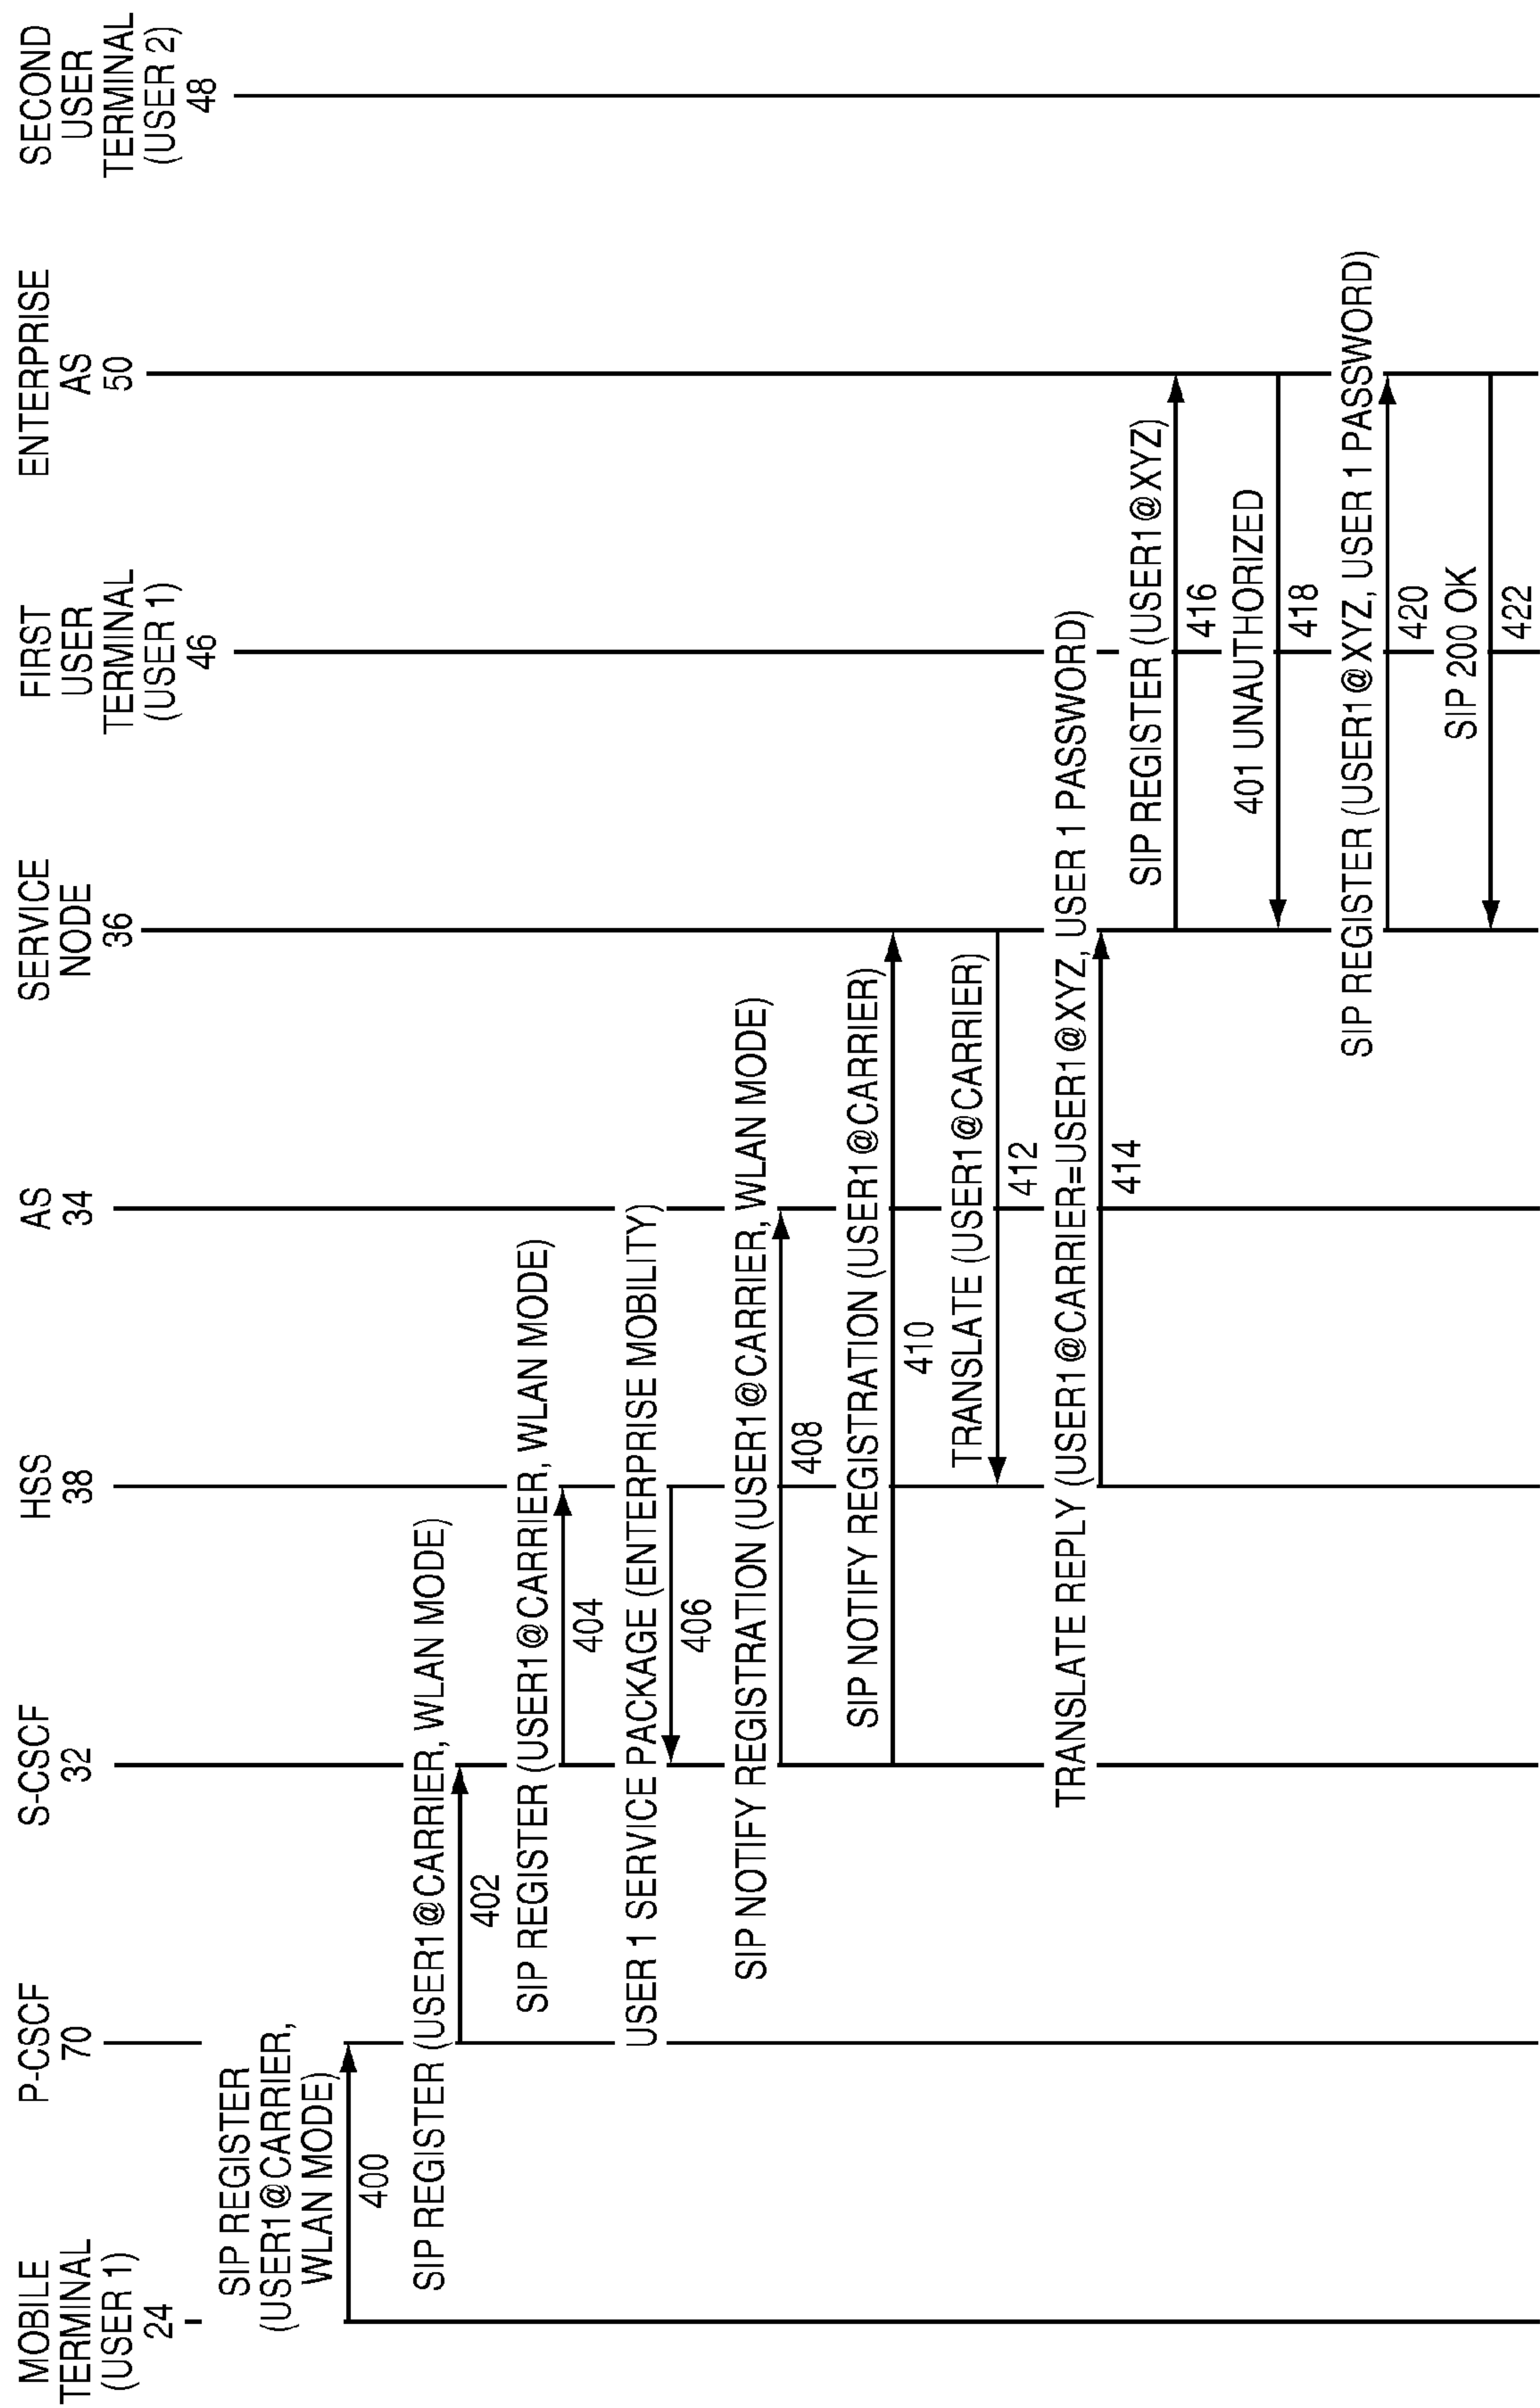 MOBILE
TERMINAL
(USER 1)
24
P-CSCF
70
S-CSCF
32
HSS
38
AS
34
SERVICE
NODE
36
FIRST
USER
TERMINAL
(USER 1)
46
ENTERPRISE
AS
50
SECOND
USER
TERMINAL
(USER 2)
48
SIP REGISTER
(USER1@CARRIER,
WLAN MODE)
400
SIP REGISTER (USER1@CARRIER, WLAN MODE)
402
SIP REGISTER (USER1@CARRIER, WLAN MODE)
404
USER 1 SERVICE PACKAGE (ENTERPRISE MOBILITY)
406
SIP NOTIFY REGISTRATION (USER1@CARRIER, WLAN MODE)
408
SIP NOTIFY REGISTRATION (USER1@CARRIER)
410
TRANSLATE (USER1@CARRIER)
412
TRANSLATE REPLY (USER1@CARRIER=USER1@XYZ, USER 1 PASSWORD)
414
SIP REGISTER (USER1@XYZ)
416
401 UNAUTHORIZED
418
SIP REGISTER (USER1@XYZ, USER 1 PASSWORD)
420
SIP 200 OK
422